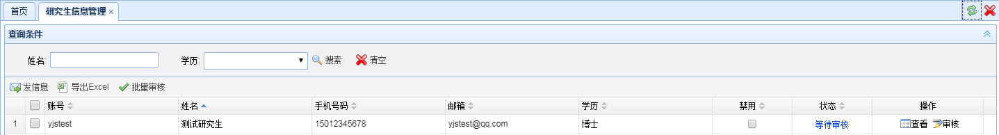 首页 研究生信息管理
查询条件
姓名: 学历: 搜索 清空
发信息 导出Excel 批量审核
账号 姓名 手机号码 邮箱 学历 禁用 状态 操作
1 yjstest 测试研究生 15012345678 yjstest@qq.com 博士 等待审核 查看 审核